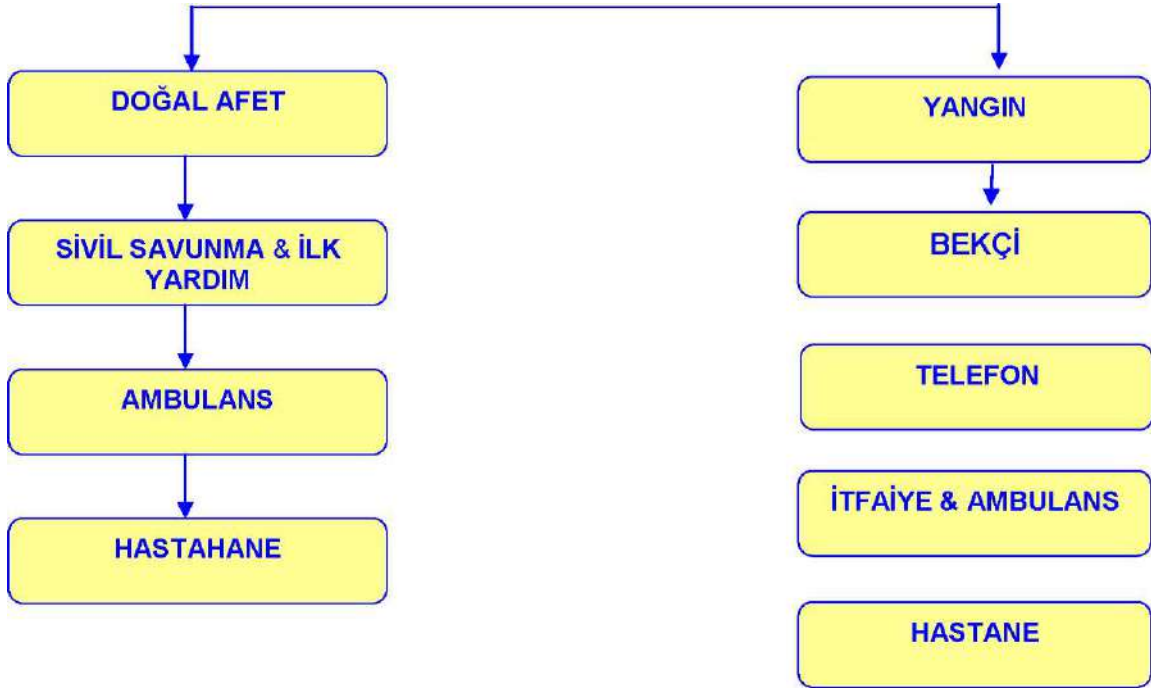 DOĞAL AFET
SİVİL SAVUNMA & İLK
YARDIM
AMBULANS
HASTAHANE
YANGIN
BEKÇİ
TELEFON
İTFAİYE & AMBULANS
HASTANE